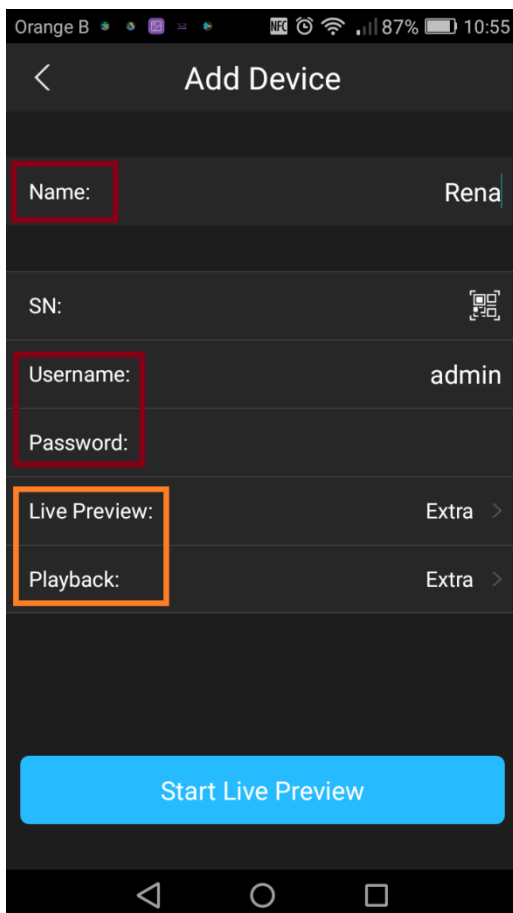 Orange B NFC 87% 10:55
Add Device
Name: Rena
SN:
Username: admin
Password:
Live Preview: Extra
Playback: Extra
Start Live Preview